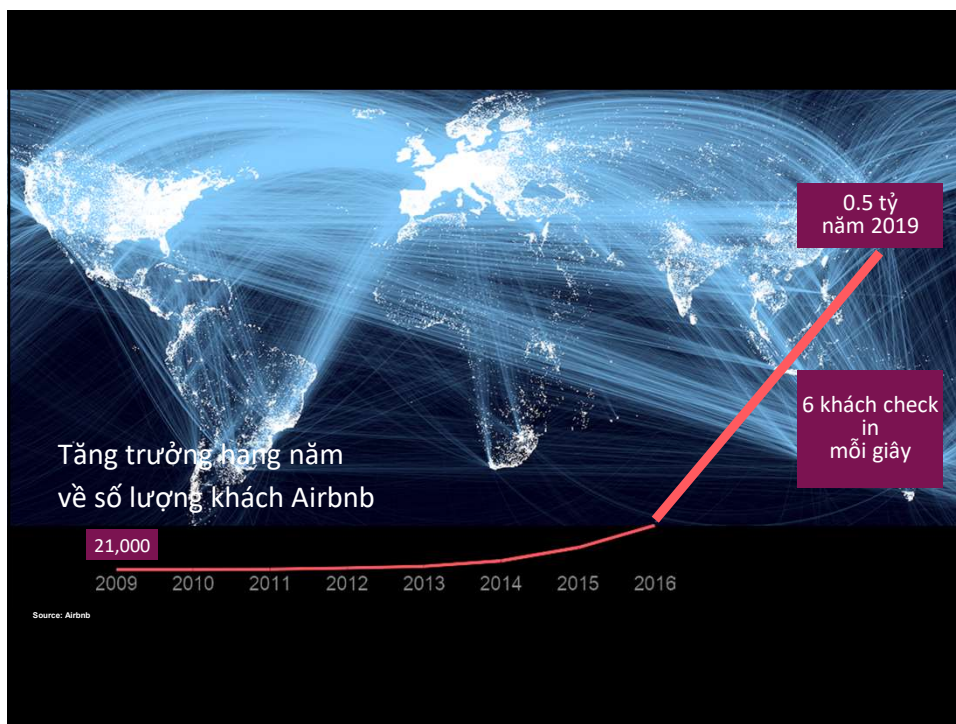 0.5 tỷ
năm 2019
6 khách check
in
mỗi giây
Tăng trưởng hàng năm
về số lượng khách Airbnb
21,000
2009 2010 2011 2012 2013 2014 2015 2016
Source: Airbnb